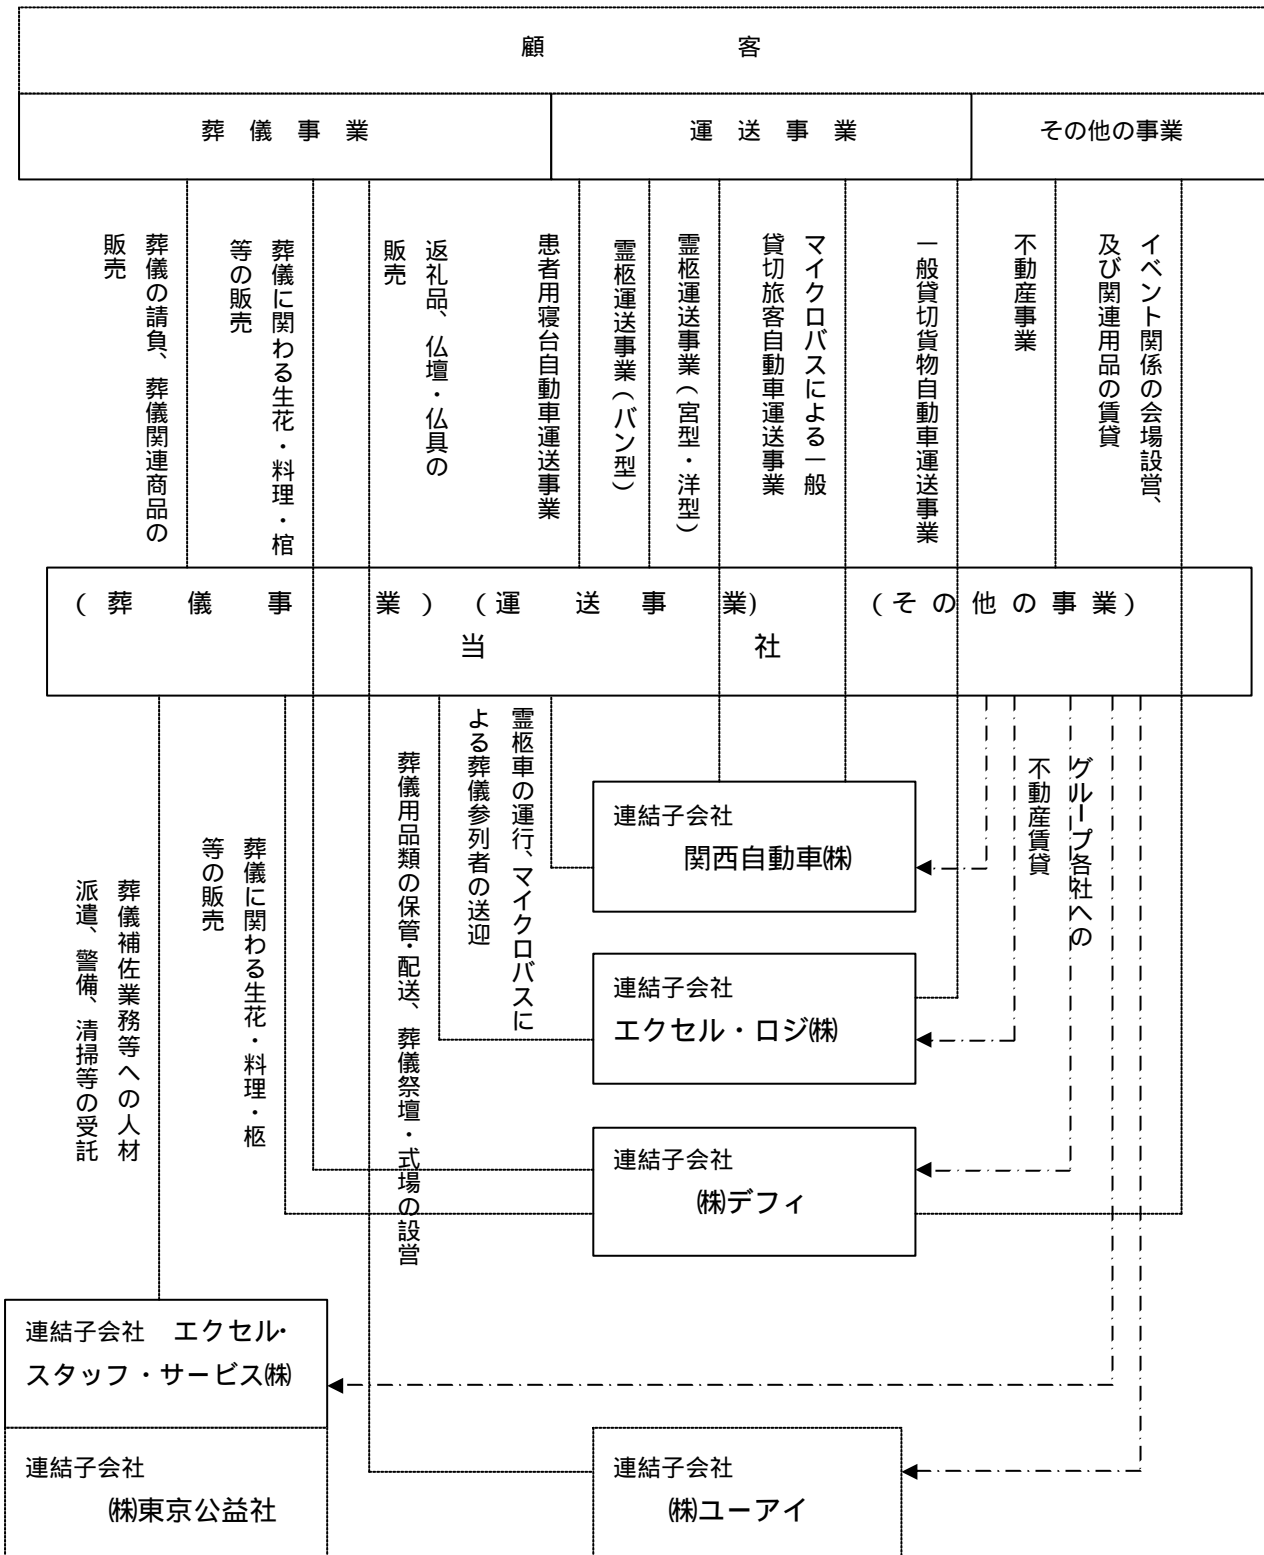 顧客
葬儀事業
運送事業
その他の事業
葬儀の請負、葬儀関連商品の
販売
葬儀に関わる生花・料理・棺
等の販売
返礼品、仏壇・仏具の
販売
患者用寝台自動車運送事業
霊柩運送事業(バン型)
霊柩運送事業(宮型・洋型)
マイクロバスによる一般
貸切旅客自動車運送事業
一般貸切貨物自動車運送事業
不動産事業
イベント関係の会場設営、
及び関連用品の賃貸
(葬儀事業) (運送事業) (その他の事業)
当社
葬儀補佐業務等への人材
派遣、警備、清掃等の受託
葬儀に関わる生花・料理・柩
等の販売
葬儀用品類の保管・配送、葬儀祭壇・式場の設営
霊柩車の運行、マイクロバスに
よる葬儀参列者の送迎
グループ各社への
不動産賃貸
連結子会社
関西自動車㈱
連結子会社
エクセル・ロジ㈱
連結子会社
㈱デフィ
連結子会社 エクセル・
スタッフ・サービス㈱
連結子会社
㈱東京公益社
連結子会社
㈱ユーアイ